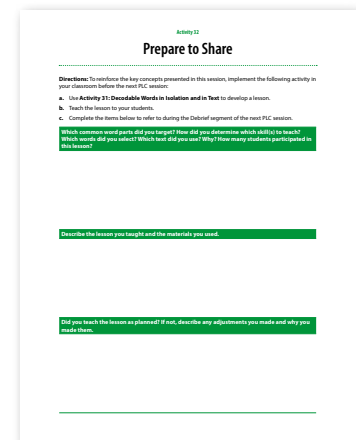 Activity 32
Prepare to Share
Directions: To reinforce the key concepts presented in this session, implement the following activity in
your classroom before the next PLC session:
a. Use Activity 31: Decodable Words in Isolation and in Text to develop a lesson.
b. Teach the lesson to your students.
c. Complete the items below to refer to during the Debrief segment of the next PLC session.
Which common word parts did you target? How did you determine which skill(s) to teach?
Which words did you select? Which text did you use? Why? How many students participated in
this lesson?
Describe the lesson you taught and the materials you used.
Did you teach the lesson as planned? If not, describe any adjustments you made and why you
made them.